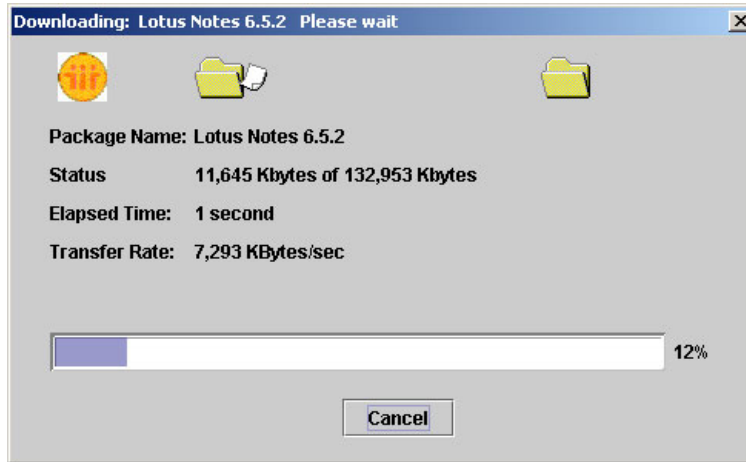 Downloading: Lotus Notes 6.5.2 Please wait
Package Name: Lotus Notes 6.5.2
Status 11,645 Kbytes of 132,953 Kbytes
Elapsed Time: 1 second
Transfer Rate: 7,293 KBytes/sec
12%
Cancel